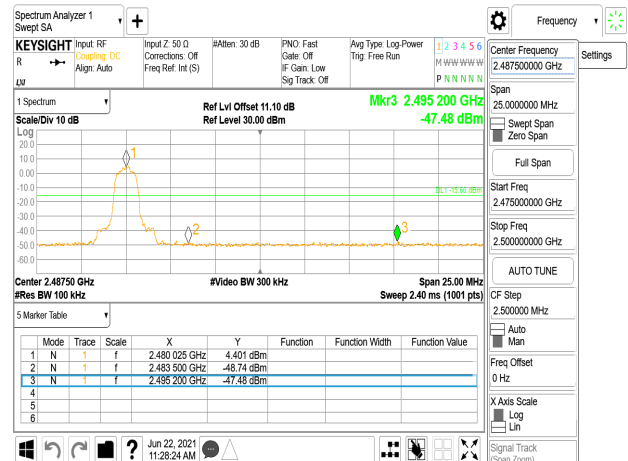 Spectrum Analyzer 1
Swept SA
Frequency
KEYSIGHT Input: RF
Coupling: DC
Align: Auto
R
LXI
Input Z: 50 Ω
Corrections: Off
Freq Ref: Int (S)
#Atten: 30 dB
PNO: Fast
Gate: Off
IF Gain: Low
Sig Track: Off
Avg Type: Log-Power
Trig: Free Run
1 2 3 4 5 6
M W W W W W
P N N N N N
1 Spectrum
Scale/Div 10 dB
Ref Lvl Offset 11.10 dB
Ref Level 30.00 dBm
Mkr3 2.495 200 GHz
-47.48 dBm
Log
20.0
10.0
0.00
-10.0
-20.0
-30.0
-40.0
-50.0
-60.0
1
2
3
DL1 -15.60 dBm
Center 2.48750 GHz
#Res BW 100 kHz
#Video BW 300 kHz
Span 25.00 MHz
Sweep 2.40 ms (1001 pts)
5 Marker Table
Mode Trace Scale X Y Function Function Width Function Value
1 N 1 f 2.480 025 GHz 4.401 dBm
2 N 1 f 2.483 500 GHz -48.74 dBm
3 N 1 f 2.495 200 GHz -47.48 dBm
4
5
6
Jun 22, 2021
11:28:24 AM
Center Frequency
2.487500000 GHz
Settings
Span
25.0000000 MHz
Swept Span
Zero Span
Full Span
Start Freq
2.475000000 GHz
Stop Freq
2.500000000 GHz
AUTO TUNE
CF Step
2.500000 MHz
Auto
Man
Freq Offset
0 Hz
X Axis Scale
Log
Lin
Signal Track
(Span Zoom)